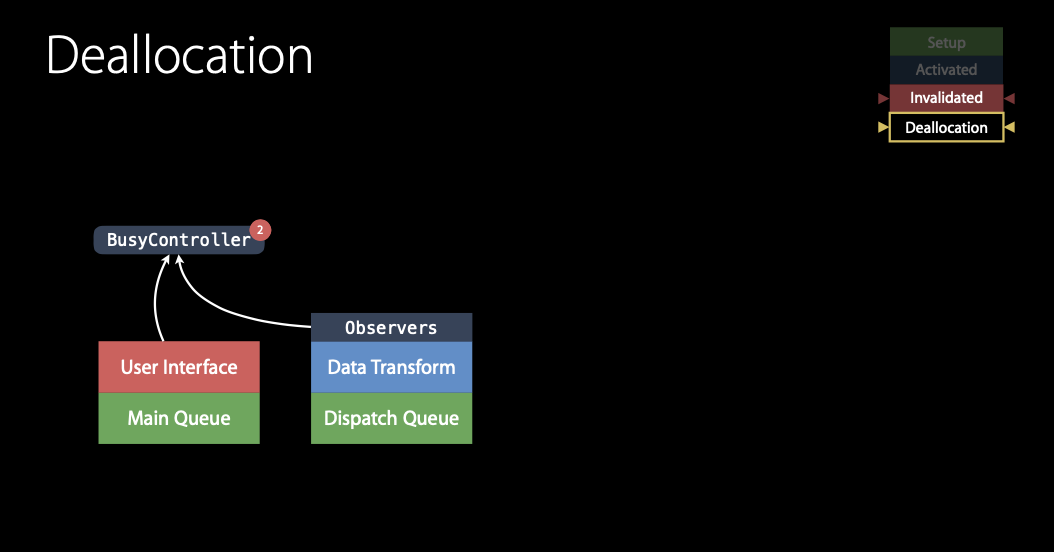 Deallocation
Setup
Activated
Invalidated
Deallocation
BusyController
2
Observers
User Interface
Data Transform
Main Queue
Dispatch Queue